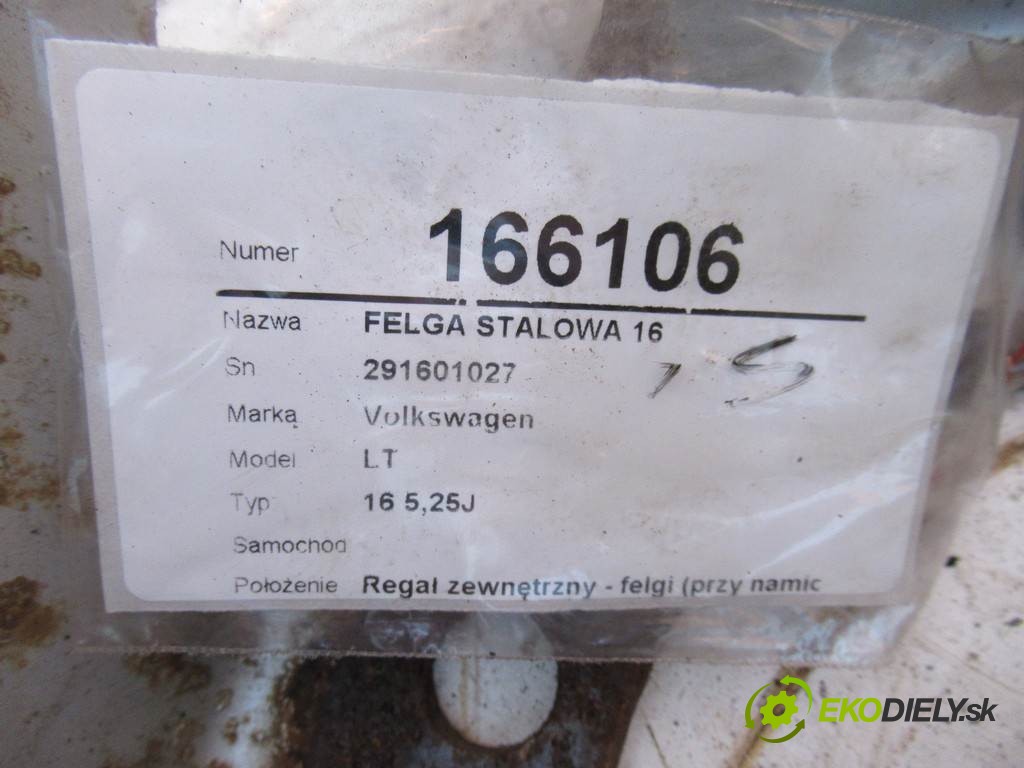 Numer 166106
Nazwa FELGA STALOWA 16
Sn 291601027
Marka Volkswagen
Model LT
Typ 16 5,25J
Samochod
Położenie Regał zewnętrzny - felgi (przy namic
EKODIELY.sk